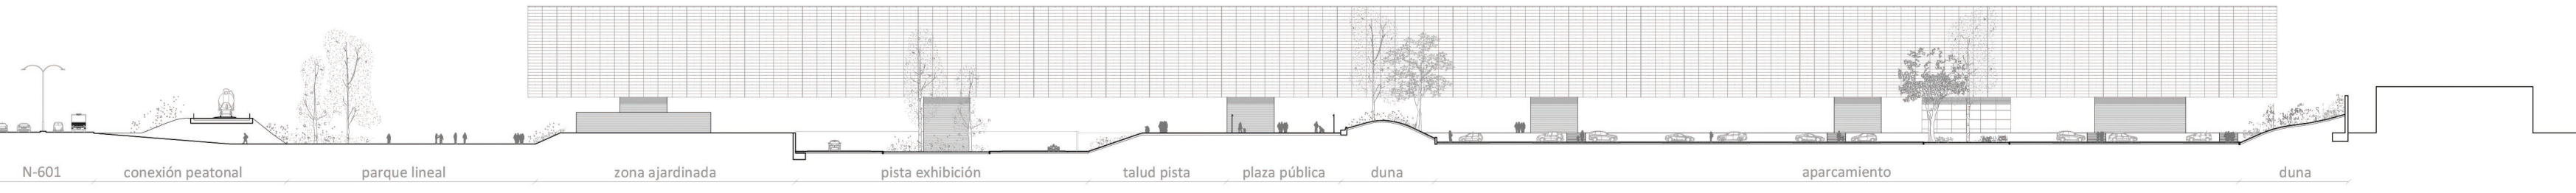 N-601 conexión peatonal parque lineal zona ajardinada pista exhibición talud pista plaza pública duna aparcamiento duna